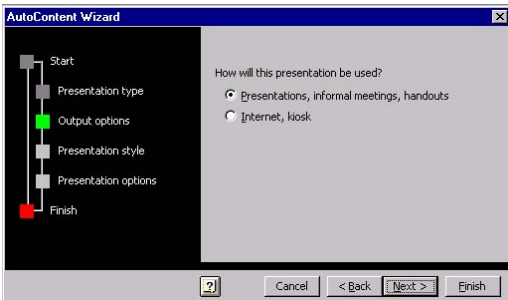 AutoContent Wizard
Start
Presentation type
Output options
Presentation style
Presentation options
Finish
How will this presentation be used?
Presentations, informal meetings, handouts
Internet, kiosk
? Cancel < Back Next > Finish